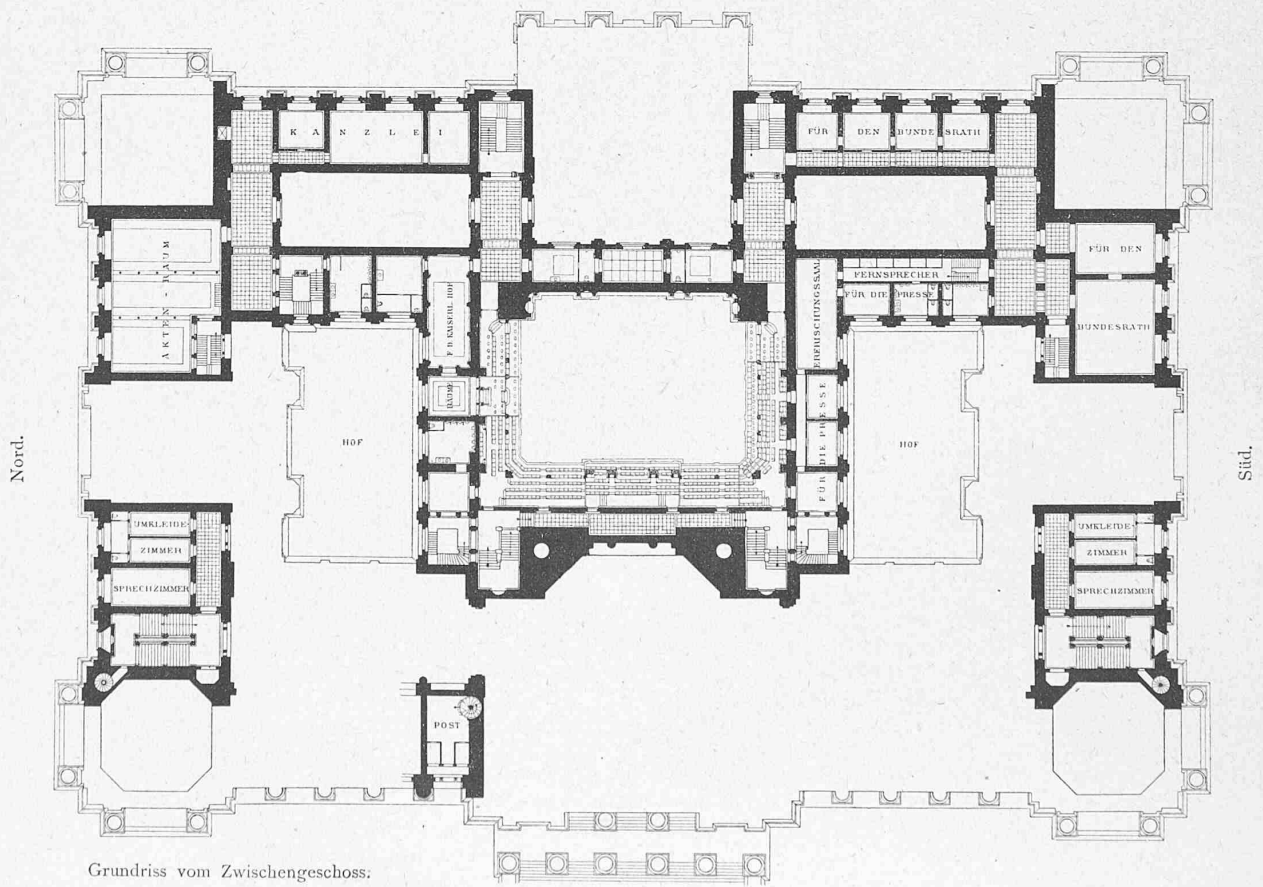 KANZLEI
FÜR DEN BUNDESRATH
AKTEN-RAUM
F. D. KAISERL. HOF
DAUME
ERFRISCHUNGSSAAL
FERNSPRECHER
FÜR DIE PRESSE
FÜR DEN
BUNDESRATH
FÜR DIE PRESSE
HOF
HOF
Nord.
Süd.
UMKLEIDE-
ZIMMER
SPRECHZIMMER
UMKLEIDE-
ZIMMER
SPRECHZIMMER
POST
Grundriss vom Zwischengeschoss.